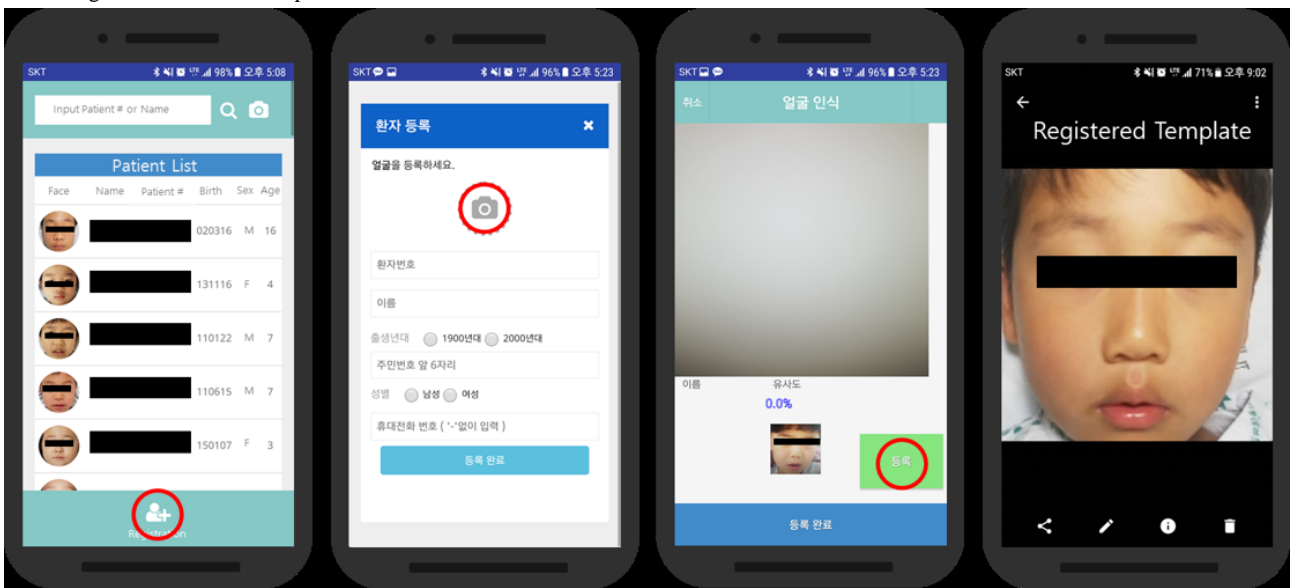 SKT 98% 오후 5:08
Input Patient # or Name
Patient List
Face Name Patient # Birth Sex Age
020316 M 16
131116 F 4
110122 M 7
110615 M 7
150107 F 3
Registration
SKT 96% 오후 5:23
환자 등록
얼굴을 등록하세요.
환자번호
이름
출생년대 1900년대 2000년대
주민번호 앞 6자리
성별 남성 여성
휴대전화 번호 ( '-'없이 입력 )
등록 완료
SKT 96% 오후 5:23
취소 얼굴 인식
이름 유사도
0.0%
등록
등록 완료
SKT 71% 오후 9:02
Registered Template